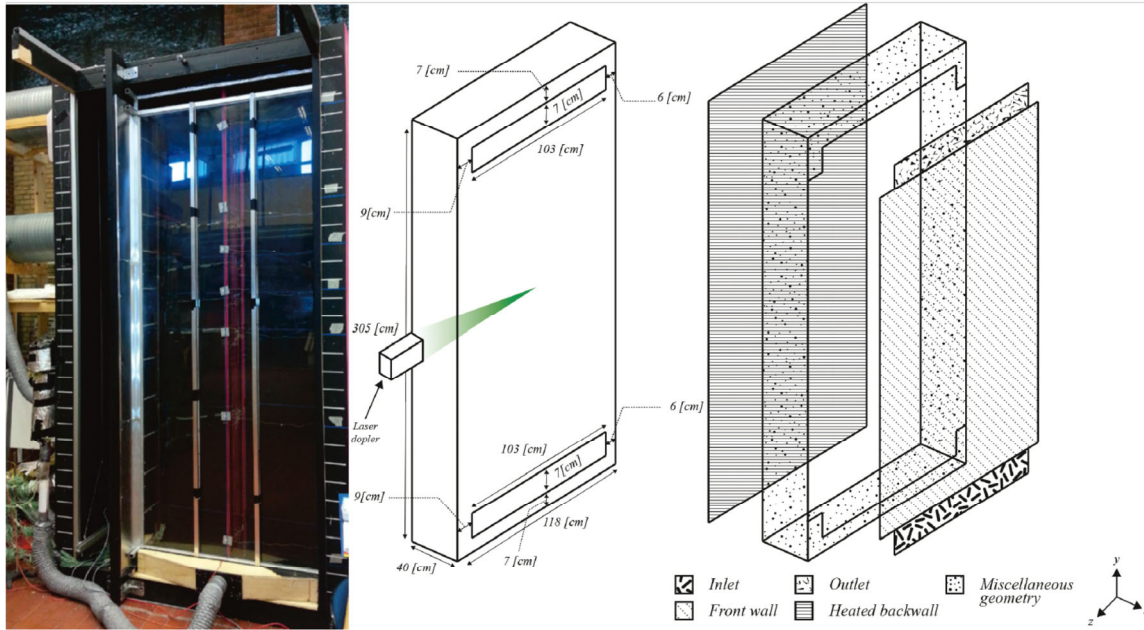 7 [cm]
7 [cm]
6 [cm]
103 [cm]
9[cm]
305 [cm]
Laser
dopler
6 [cm]
103 [cm]
7[cm]
9[cm]
118 [cm]
40 [cm]
7 [cm]
Inlet
Outlet
Miscellaneous
geometry
Front wall
Heated backwall
y
z